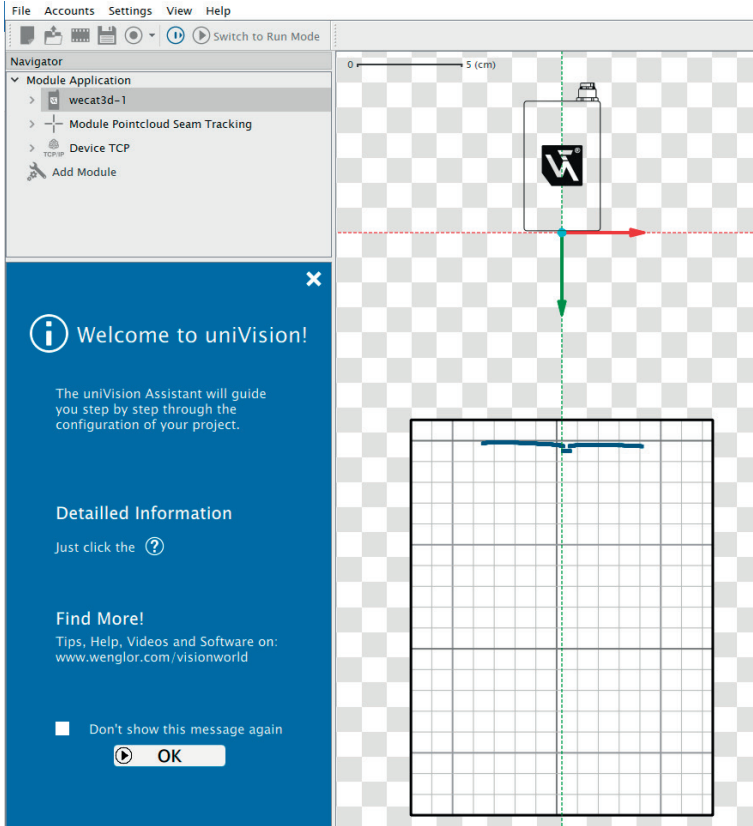 File Accounts Settings View Help
Switch to Run Mode
Navigator
Module Application
wecat3d-1
Module Pointcloud Seam Tracking
TCP/IP Device TCP
Add Module
0 5 (cm)
Welcome to uniVision!
The uniVision Assistant will guide
you step by step through the
configuration of your project.
Detailled Information
Just click the ?
Find More!
Tips, Help, Videos and Software on:
www.wenglor.com/visionworld
Don't show this message again
OK